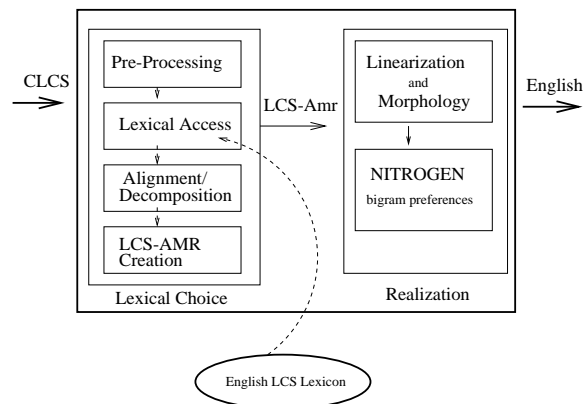 CLCS
Pre-Processing
Lexical Access
Alignment/
Decomposition
LCS-AMR
Creation
Lexical Choice
LCS-Amr
Linearization
and
Morphology
NITROGEN
bigram preferences
Realization
English
English LCS Lexicon